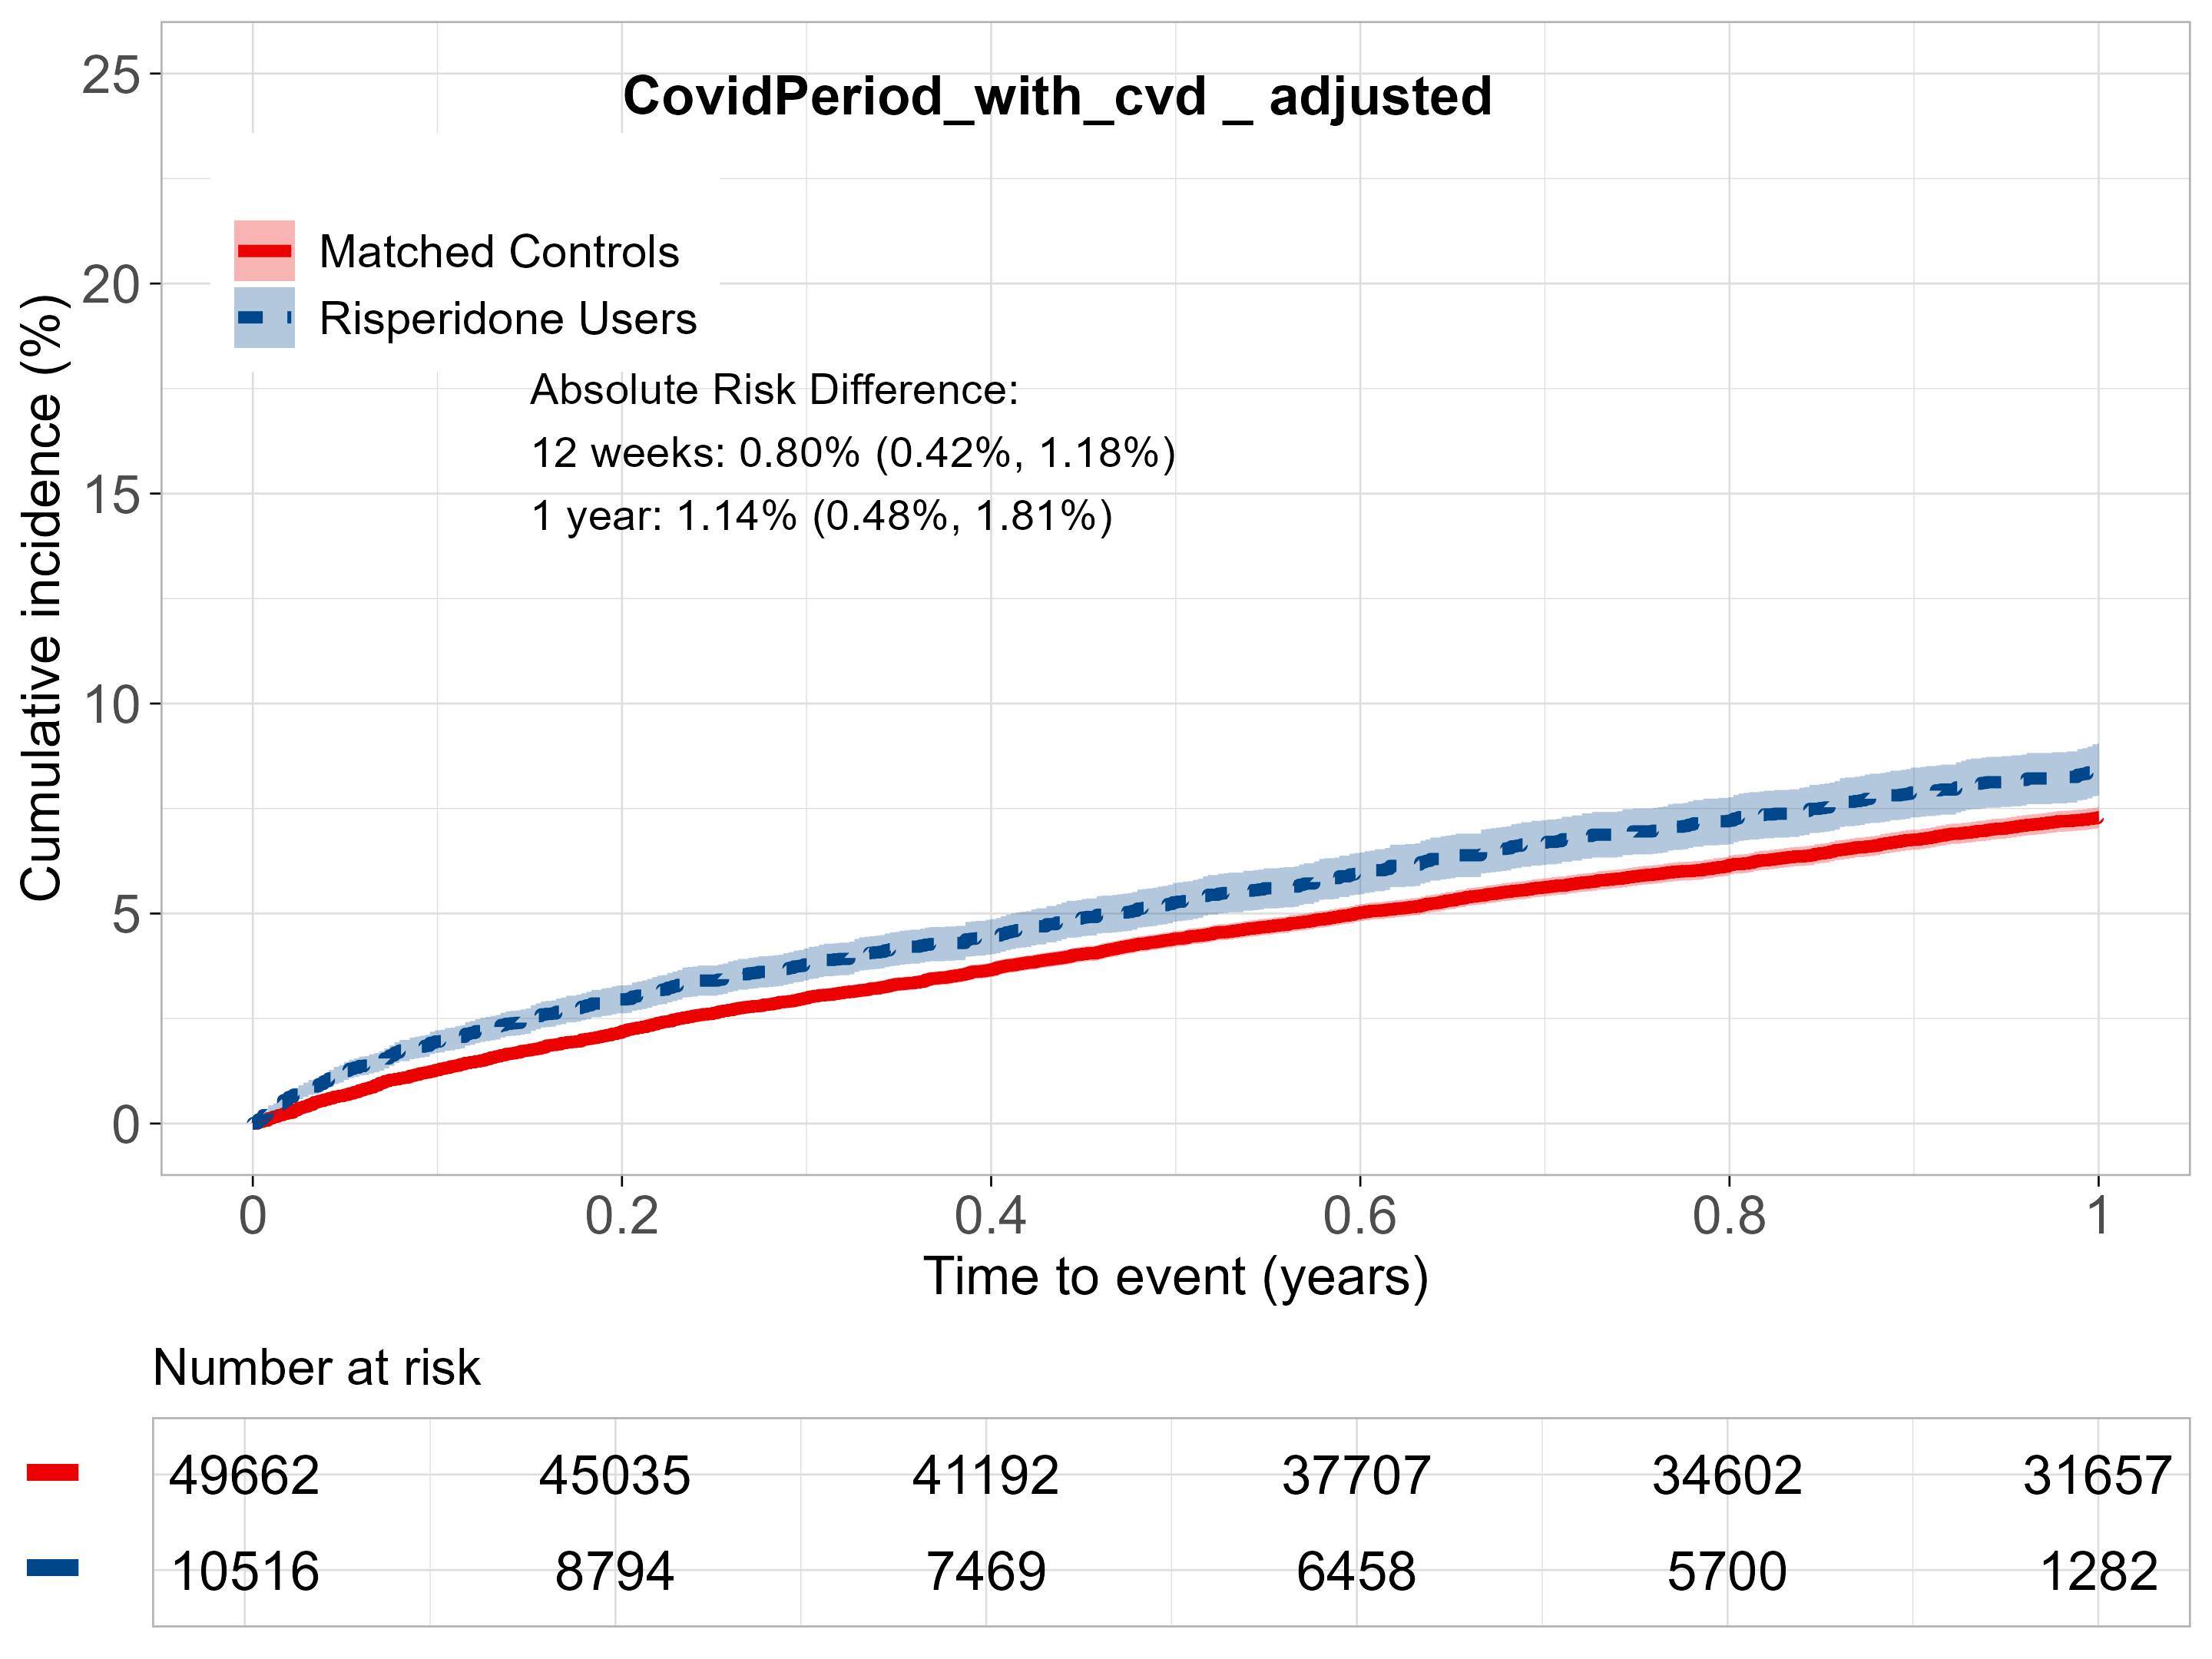 CovidPeriod_with_cvd _ adjusted
Matched Controls
Risperidone Users
Absolute Risk Difference:
12 weeks: 0.80% (0.42%, 1.18%)
1 year: 1.14% (0.48%, 1.81%)
Cumulative incidence (%)
25
20
15
10
5
0
0 0.2 0.4 0.6 0.8 1
Time to event (years)
Number at risk
49662 45035 41192 37707 34602 31657
10516 8794 7469 6458 5700 1282